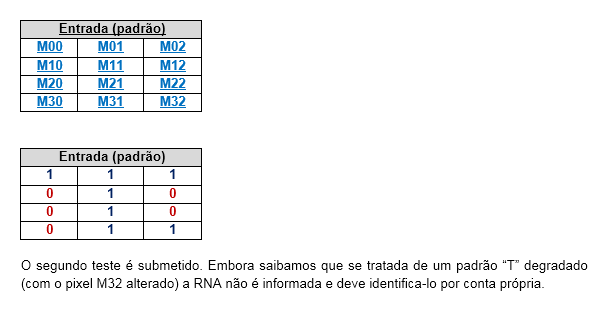 Entrada (padrão)
M00 M01 M02
M10 M11 M12
M20 M21 M22
M30 M31 M32
Entrada (padrão)
1 1 1
0 1 0
0 1 0
0 1 1
O segundo teste é submetido. Embora saibamos que se tratada de um padrão “T” degradado
(com o pixel M32 alterado) a RNA não é informada e deve identifica-lo por conta própria.